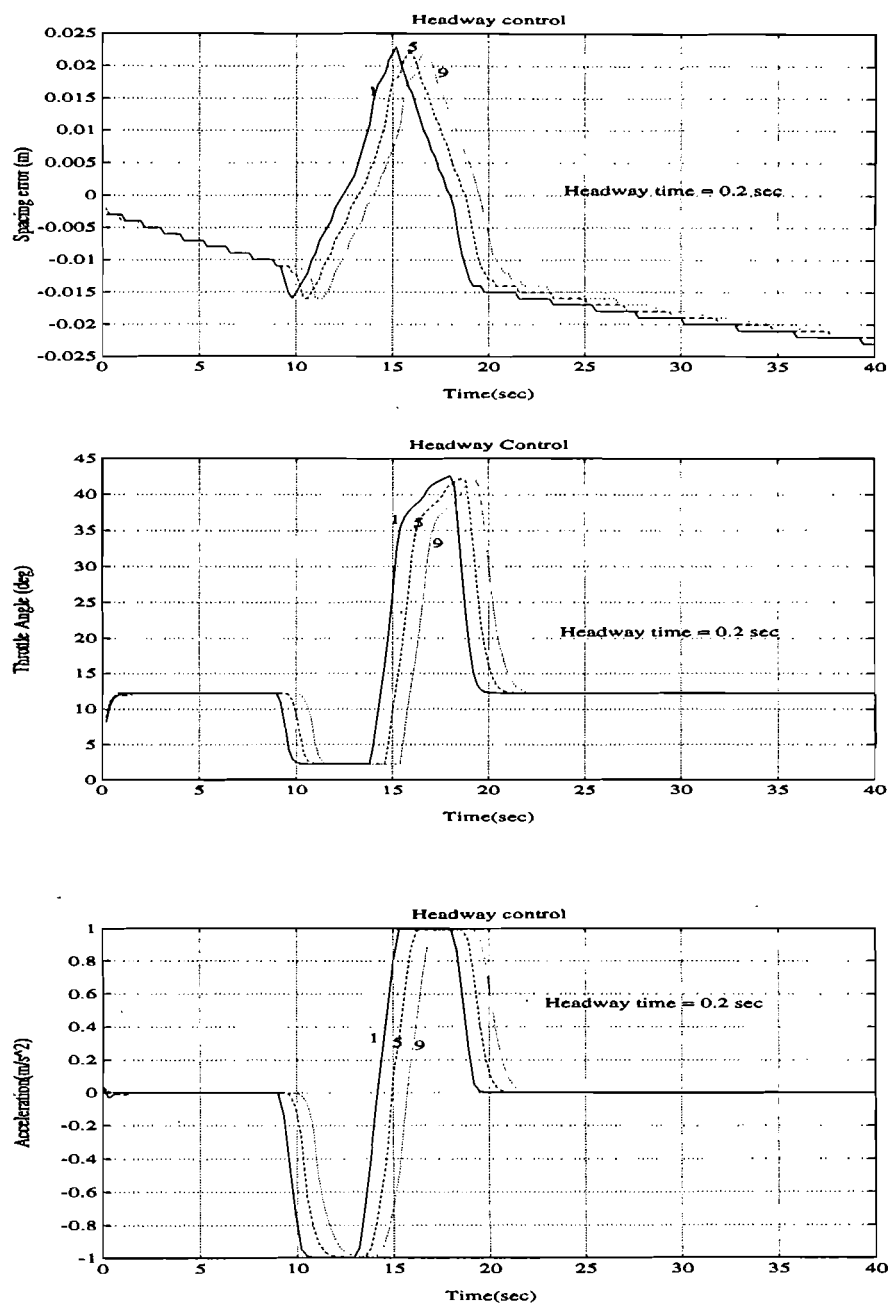 Headway control
0.025
0.02
0.015
0.01
0.005
0
-0.005
-0.01
-0.015
-0.02
-0.025
Spacing error (m)
1
5
9
Headway time = 0.2 sec
0 5 10 15 20 25 30 35 40
Time(sec)
Headway Control
45
40
35
30
25
20
15
10
5
0
Throttle Angle (deg)
1
5
9
Headway time = 0.2 sec
0 5 10 15 20 25 30 35 40
Time(sec)
Headway control
1
0.8
0.6
0.4
0.2
0
-0.2
-0.4
-0.6
-0.8
-1
Acceleration(m/s^2)
1
5
9
Headway time = 0.2 sec
0 5 10 15 20 25 30 35 40
Time(sec)